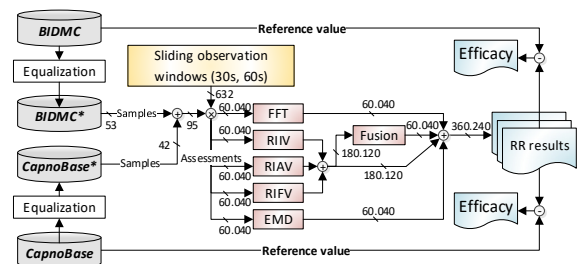 BIDMC
Reference value
Equalization
Sliding observation
windows (30s, 60s)
Efficacy
632
BIDMC*
Samples
53
95
60.040
FFT
60.040
60.040
RIIV
Fusion
60.040
360.240
RR results
42
CapnoBase*
Samples
Assessments
RIAV
180.120
180.120
60.040
RIFV
60.040
Equalization
EMD
60.040
60.040
Efficacy
CapnoBase
Reference value